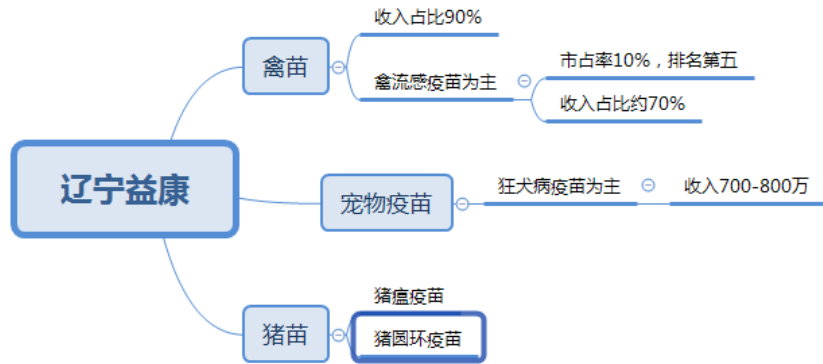 辽宁益康
禽苗
收入占比90%
禽流感疫苗为主
市占率10%，排名第五
收入占比约70%
宠物疫苗
狂犬病疫苗为主
收入700-800万
猪苗
猪瘟疫苗
猪圆环疫苗